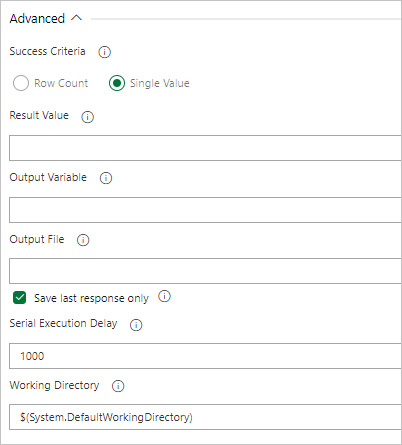 Advanced
Success Criteria
Row Count Single Value
Result Value
Output Variable
Output File
Save last response only
Serial Execution Delay
1000
Working Directory
$(System.DefaultWorkingDirectory)